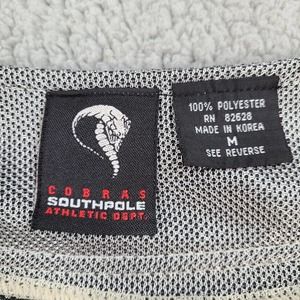 COBRAS
SOUTHPOLE
ATHLETIC DEPT.
100% POLYESTER
RN 82628
MADE IN KOREA
M
SEE REVERSE